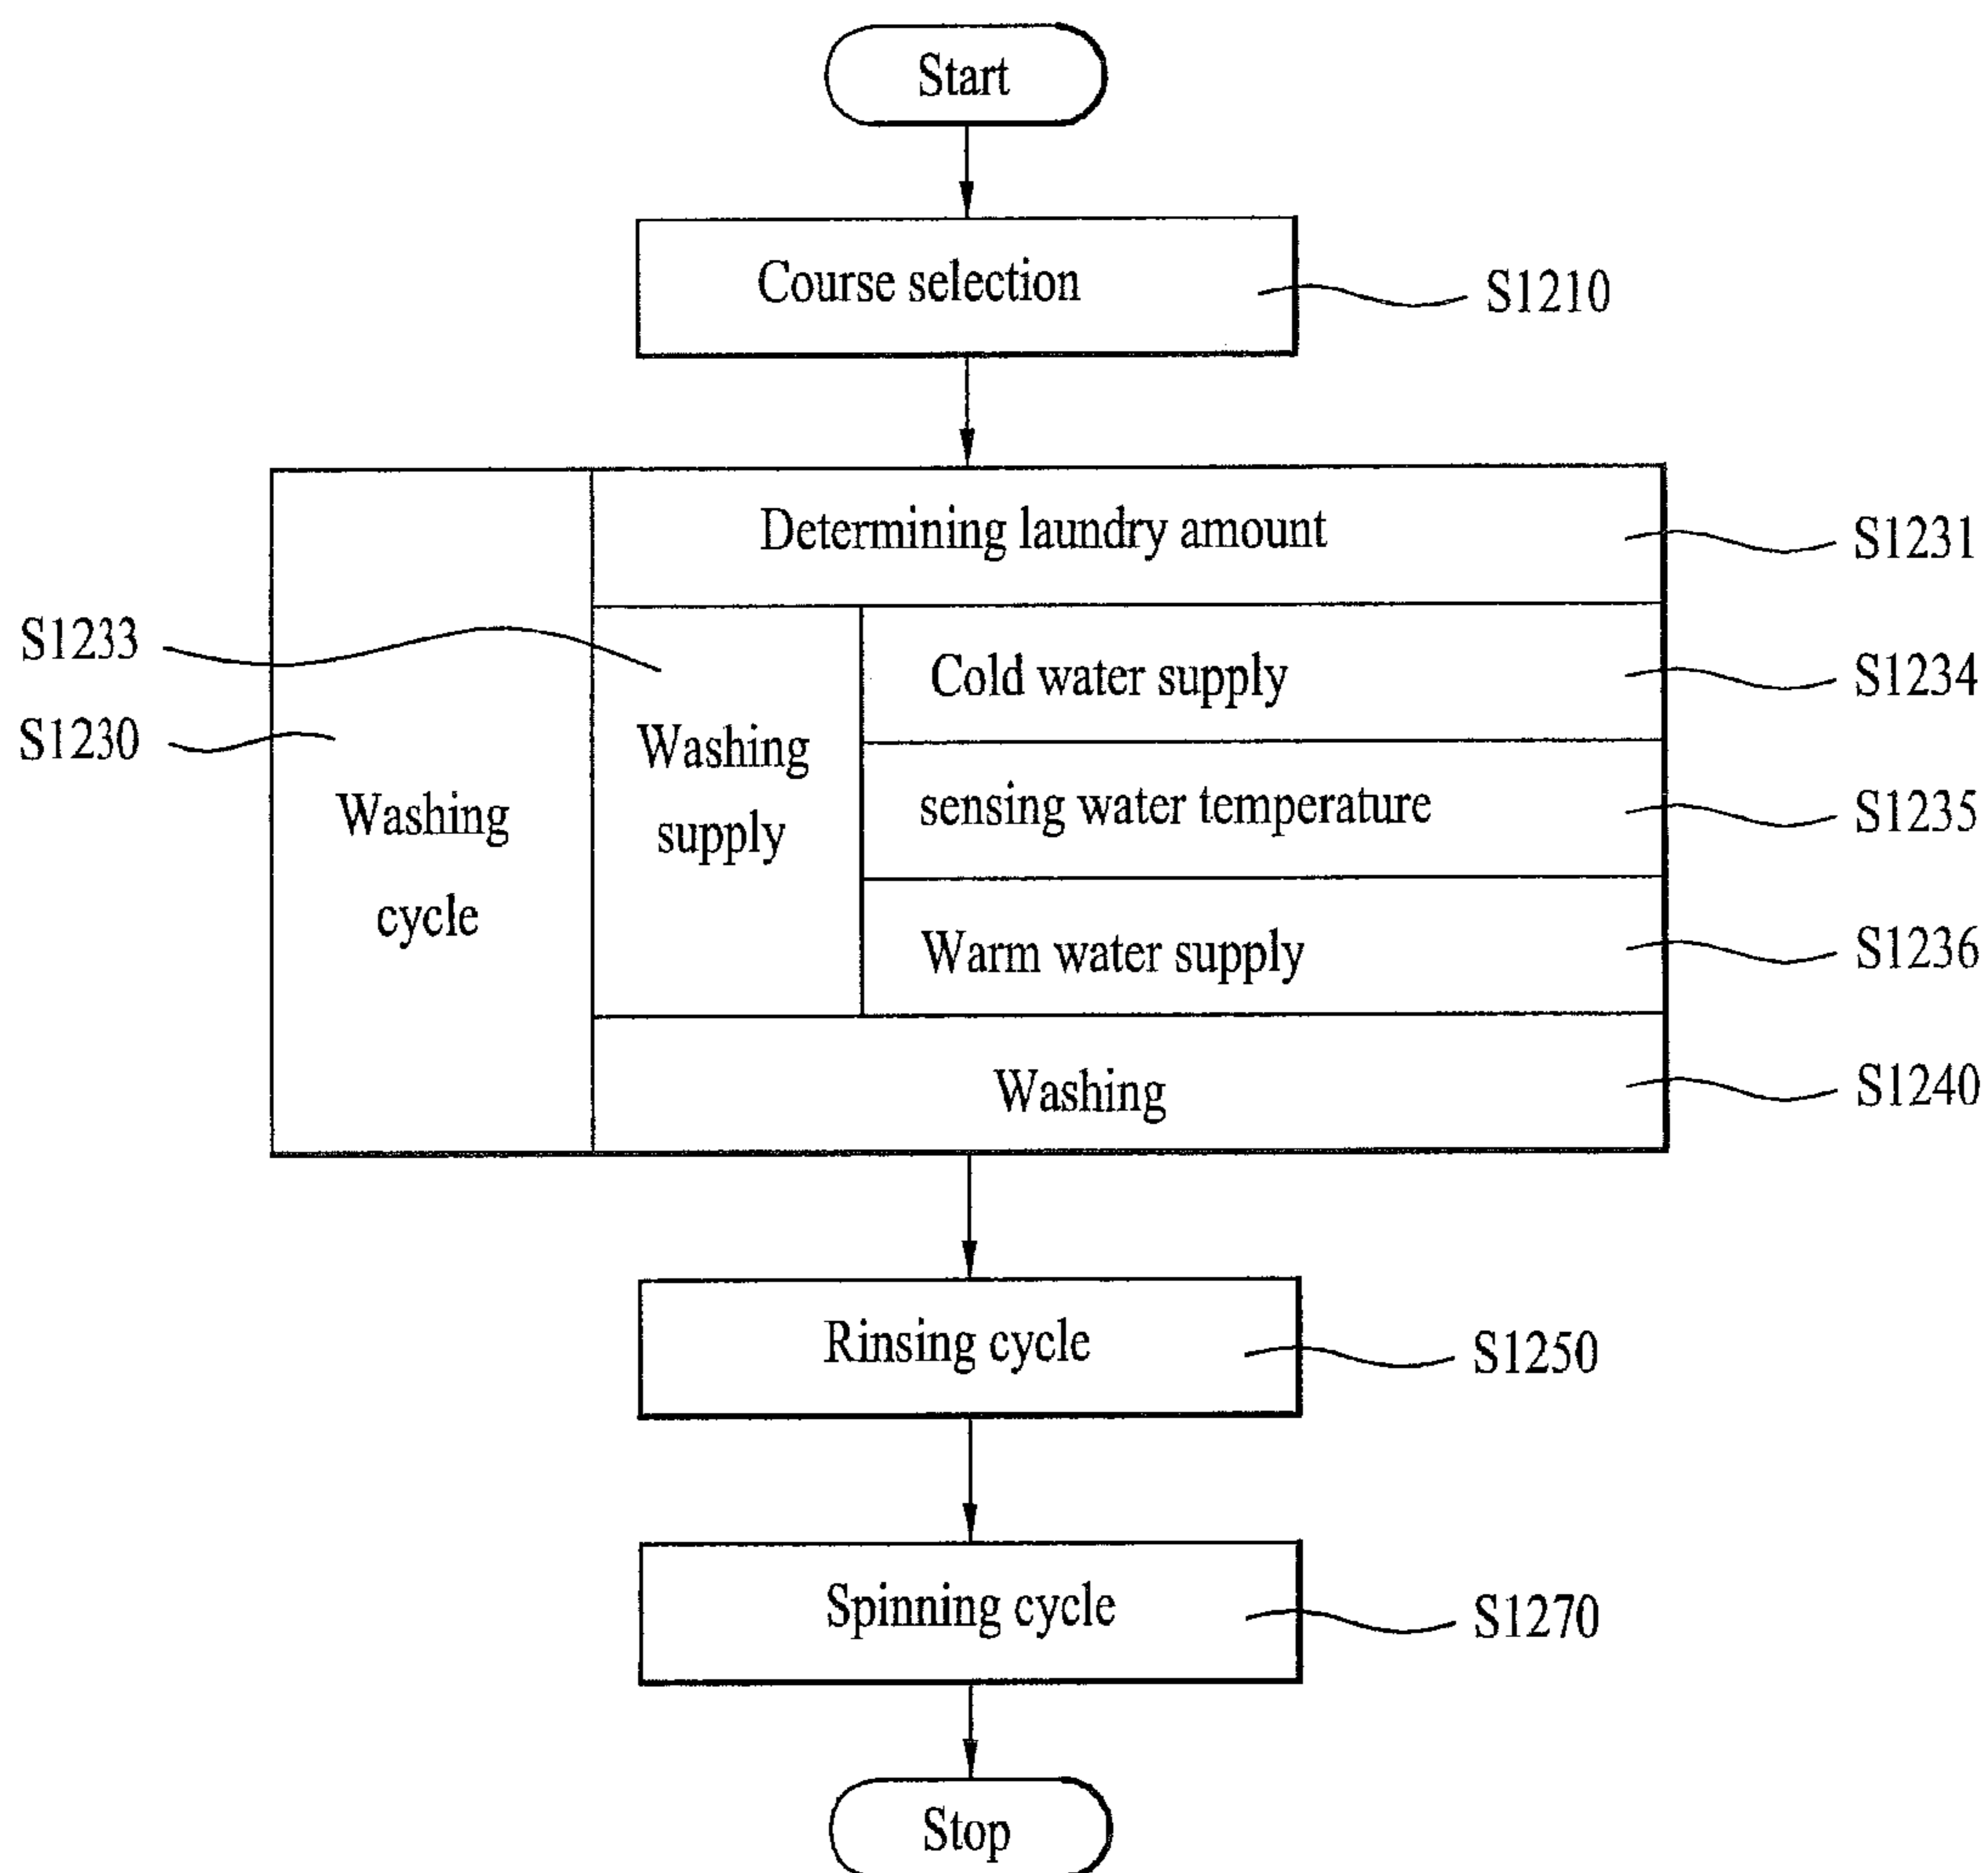 Start
Course selection
S1210
Determining laundry amount
S1231
S1233
Cold water supply
S1234
S1230
Washing
supply
sensing water temperature
S1235
Washing
cycle
Warm water supply
S1236
Washing
S1240
Rinsing cycle
S1250
Spinning cycle
S1270
Stop